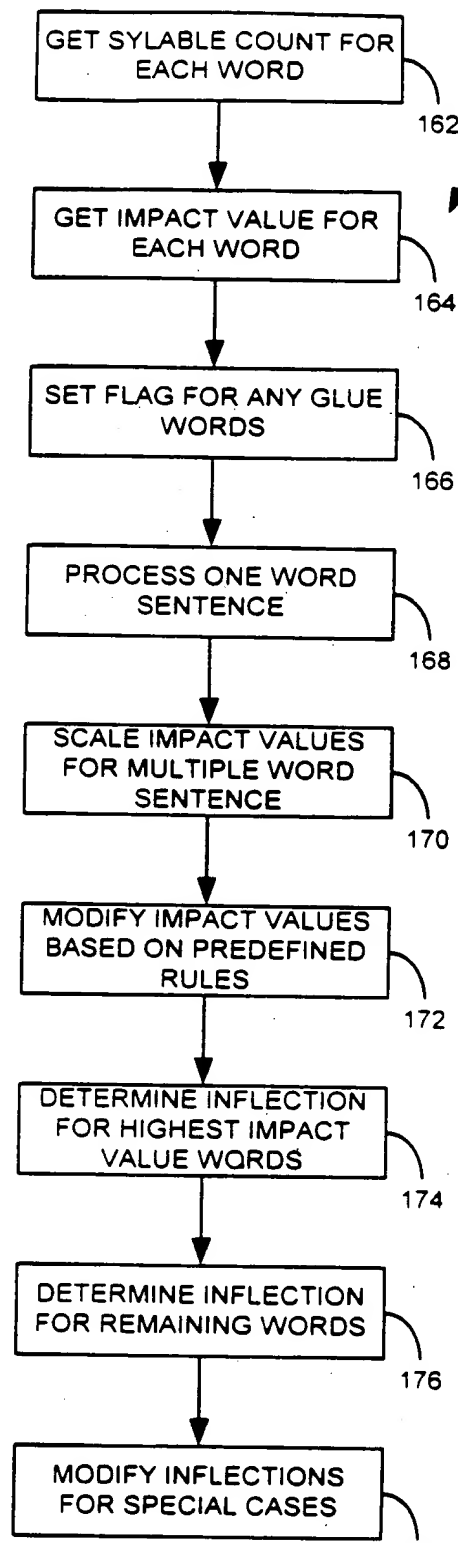 GET SYLABLE COUNT FOR
EACH WORD
162
GET IMPACT VALUE FOR
EACH WORD
164
SET FLAG FOR ANY GLUE
WORDS
166
PROCESS ONE WORD
SENTENCE
168
SCALE IMPACT VALUES
FOR MULTIPLE WORD
SENTENCE
170
MODIFY IMPACT VALUES
BASED ON PREDEFINED
RULES
172
DETERMINE INFLECTION
FOR HIGHEST IMPACT
VALUE WORDS
174
DETERMINE INFLECTION
FOR REMAINING WORDS
176
MODIFY INFLECTIONS
FOR SPECIAL CASES